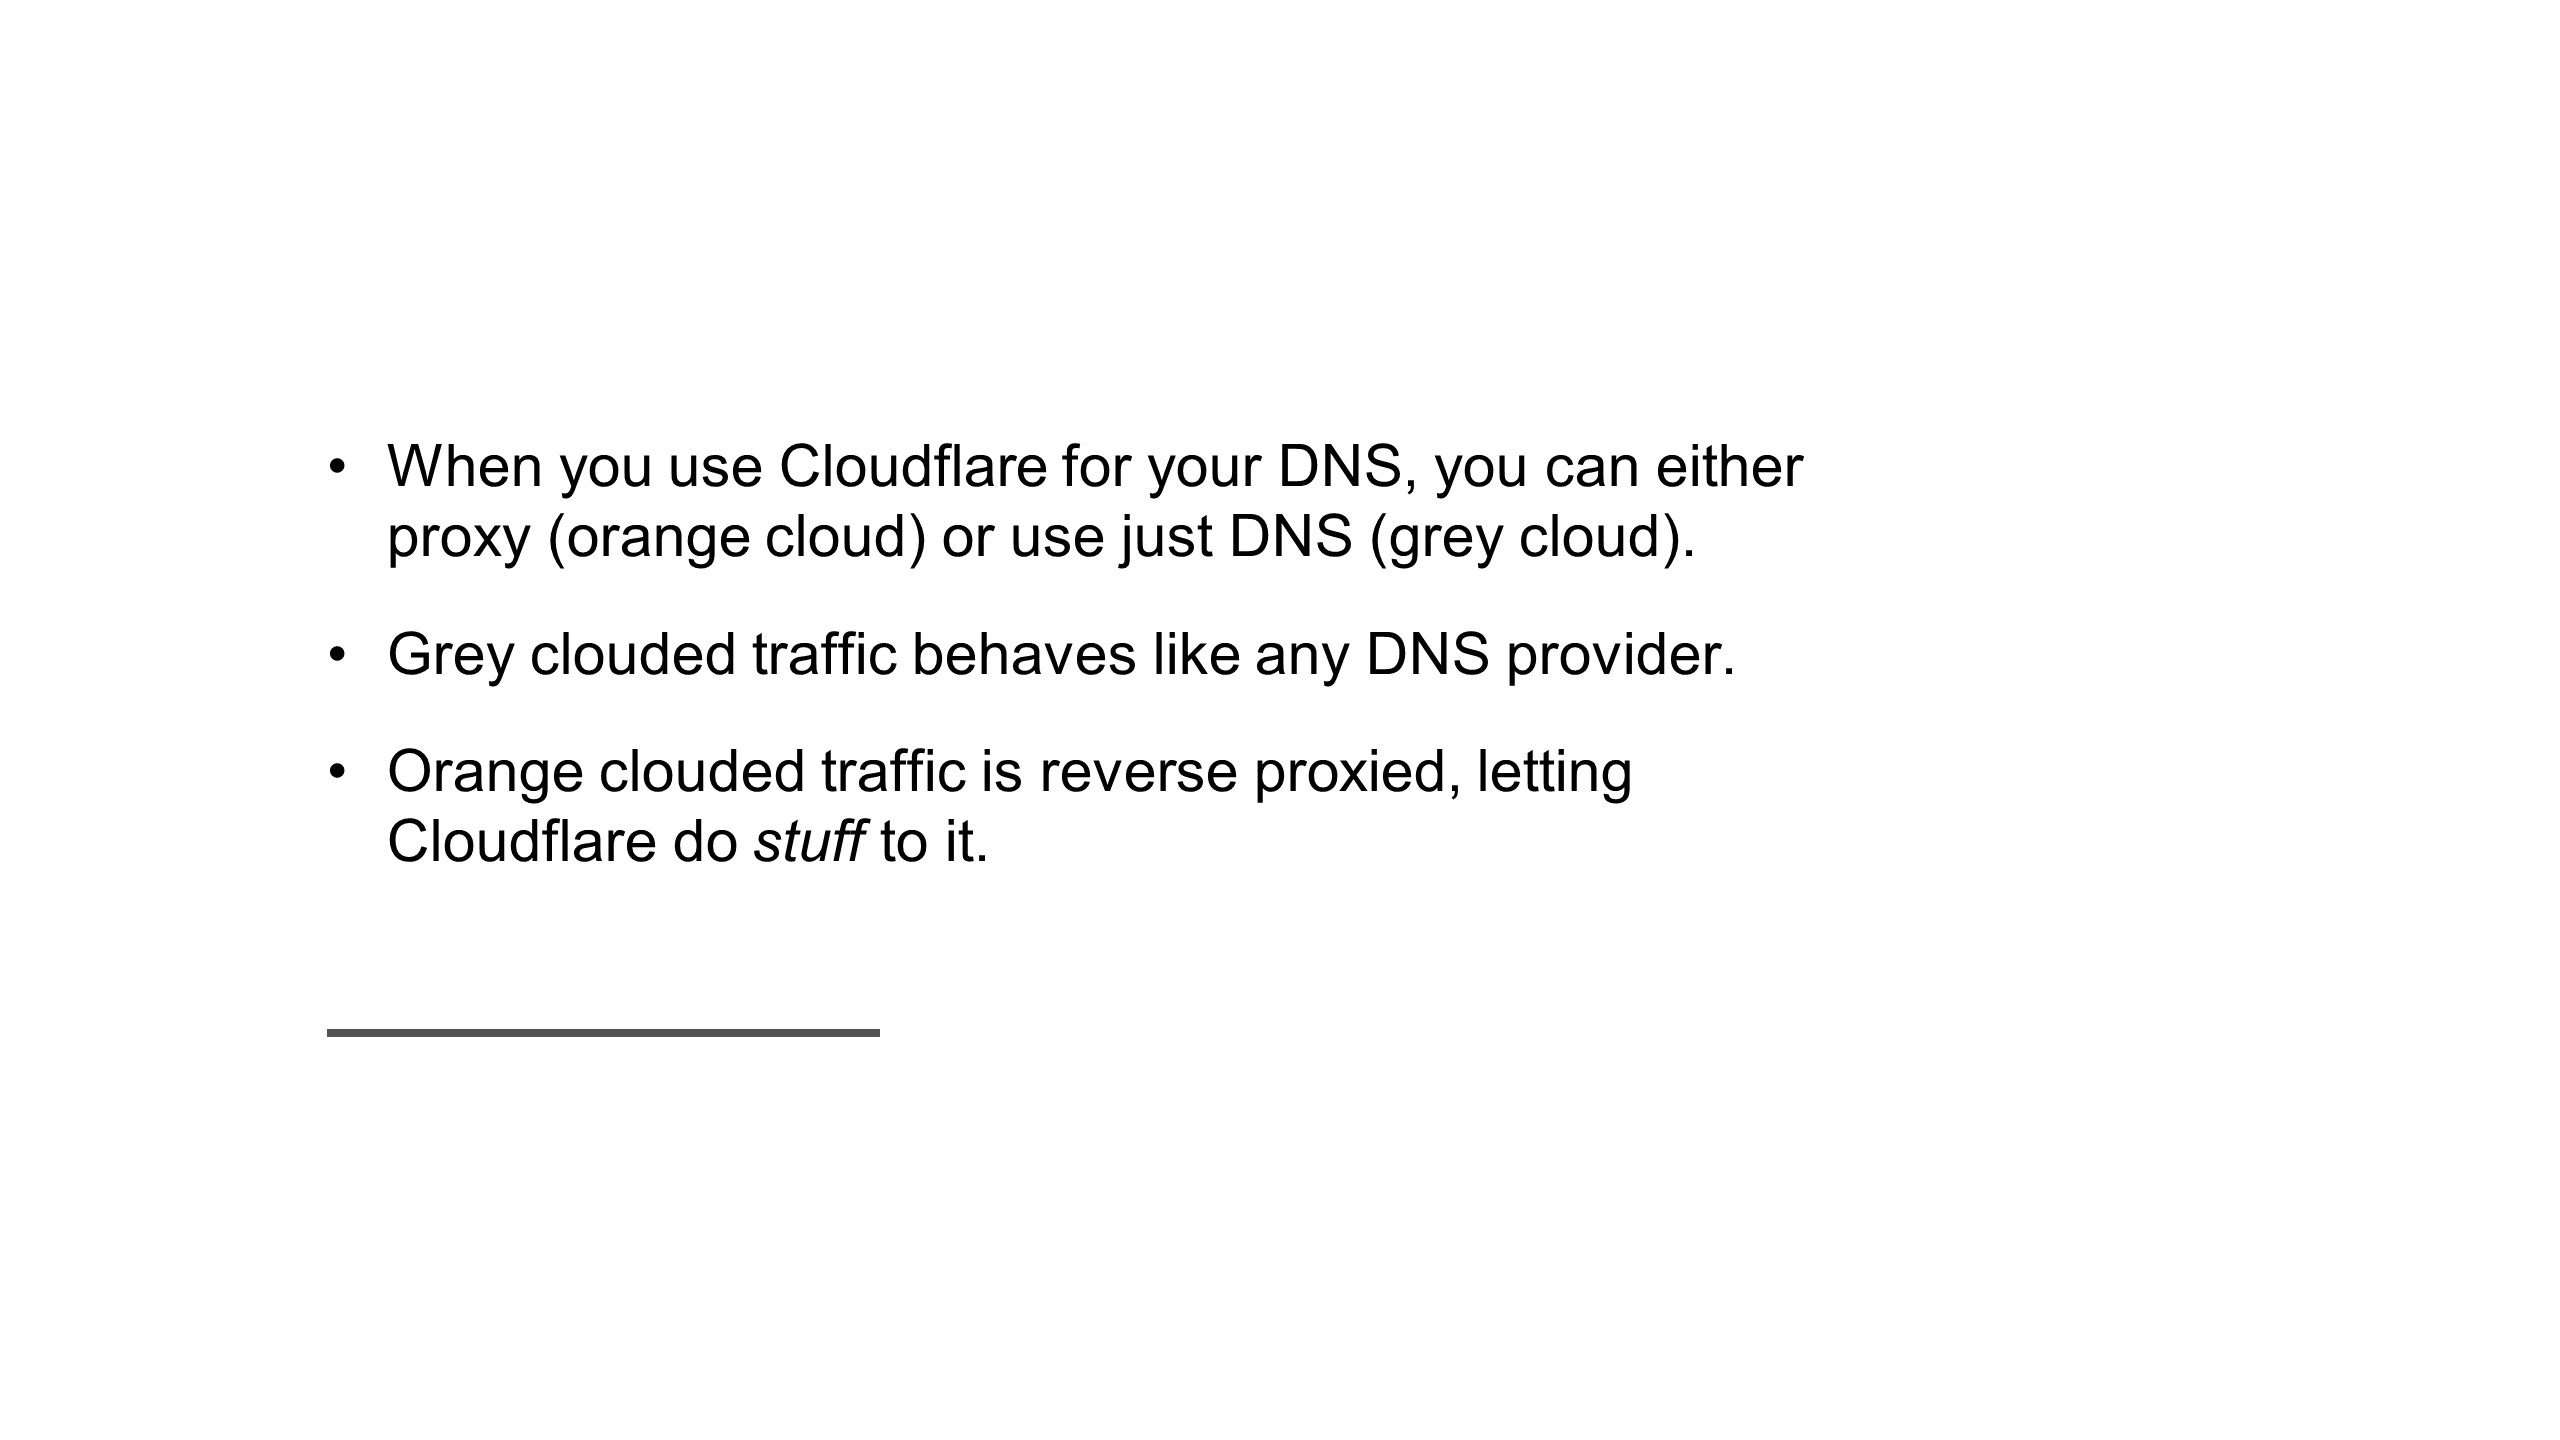 • When you use Cloudflare for your DNS, you can either
proxy (orange cloud) or use just DNS (grey cloud).
• Grey clouded traffic behaves like any DNS provider.
• Orange clouded traffic is reverse proxied, letting
Cloudflare do stuff to it.